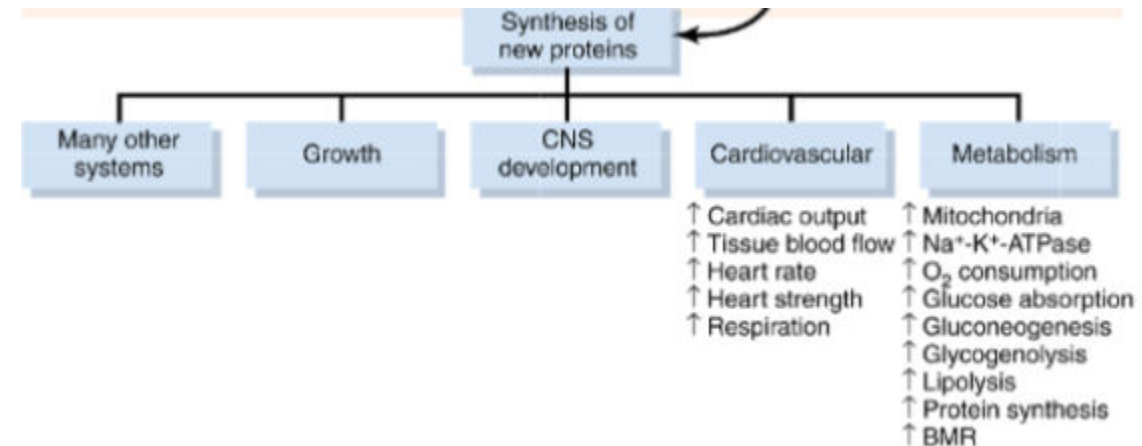 Synthesis of
new proteins
Many other
systems
Growth
CNS
development
Cardiovascular
Metabolism
↑ Cardiac output
↑ Tissue blood flow
↑ Heart rate
↑ Heart strength
↑ Respiration
↑ Mitochondria
↑ Na⁺-K⁺-ATPase
↑ O₂ consumption
↑ Glucose absorption
↑ Gluconeogenesis
↑ Glycogenolysis
↑ Lipolysis
↑ Protein synthesis
↑ BMR